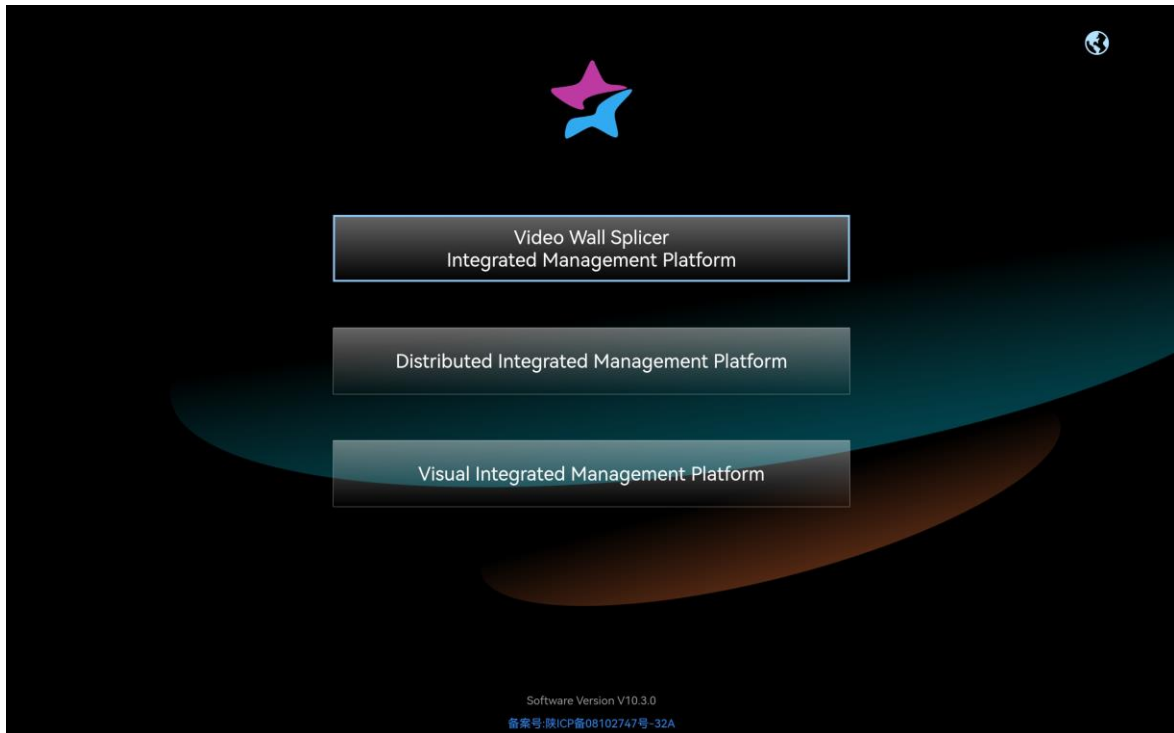 Video Wall Splicer
Integrated Management Platform
Distributed Integrated Management Platform
Visual Integrated Management Platform
Software Version V10.3.0
备案号:陕ICP备08102747号-32A